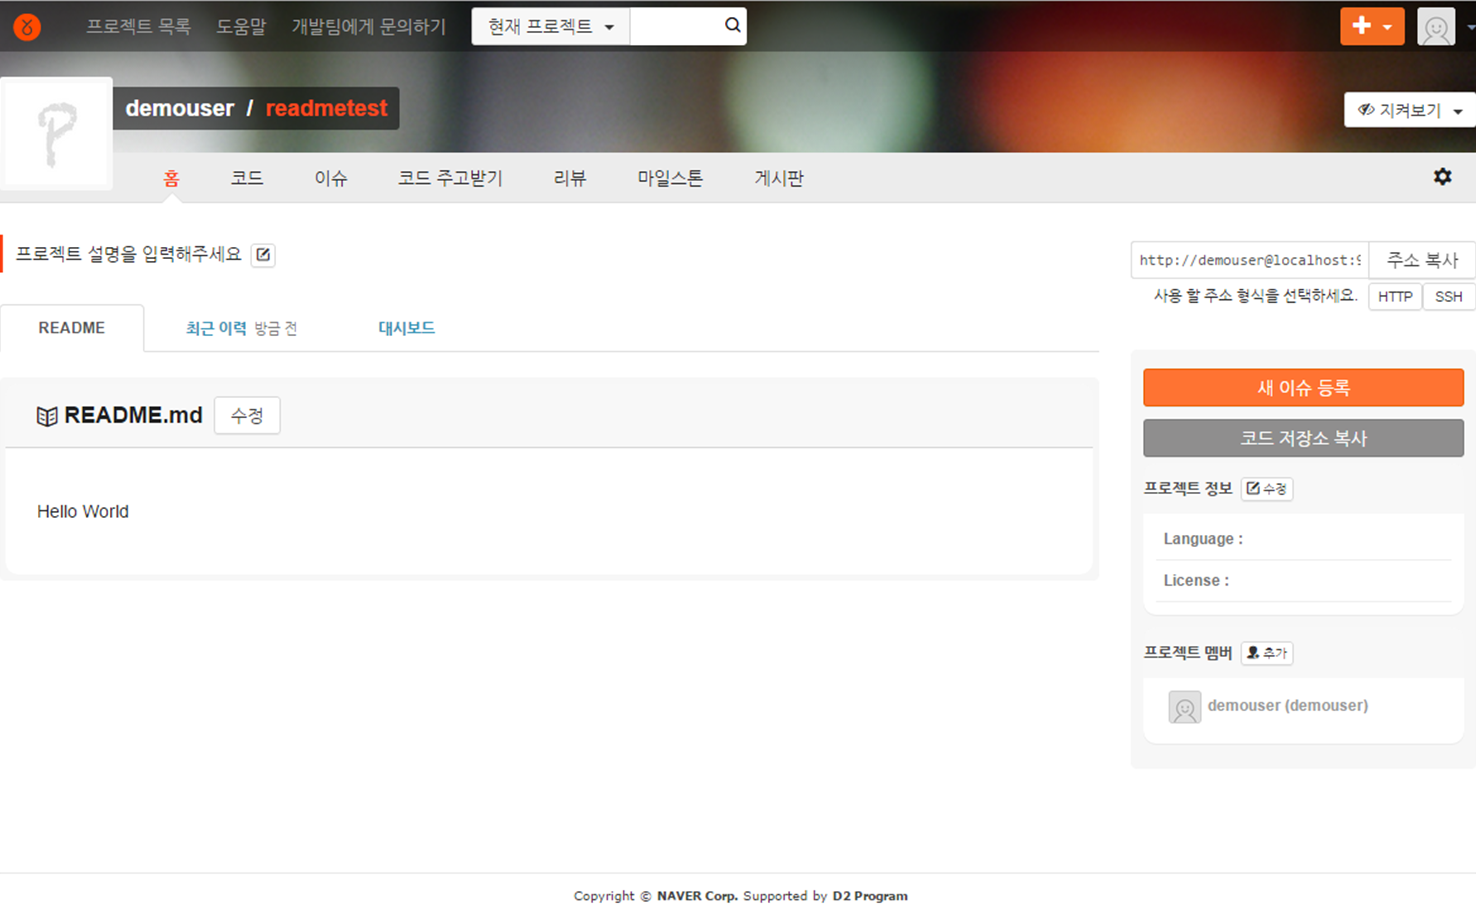 프로젝트 목록 도움말 개발팀에게 문의하기 현재 프로젝트
demouser / readmetest
지켜보기
홈 코드 이슈 코드 주고받기 리뷰 마일스톤 게시판
프로젝트 설명을 입력해주세요
http://demouser@localhost:9 주소 복사
사용 할 주소 형식을 선택하세요. HTTP SSH
README 최근 이력 방금 전 대시보드
README.md 수정
Hello World
새 이슈 등록
코드 저장소 복사
프로젝트 정보 수정
Language :
License :
프로젝트 멤버 추가
demouser (demouser)
Copyright © NAVER Corp. Supported by D2 Program